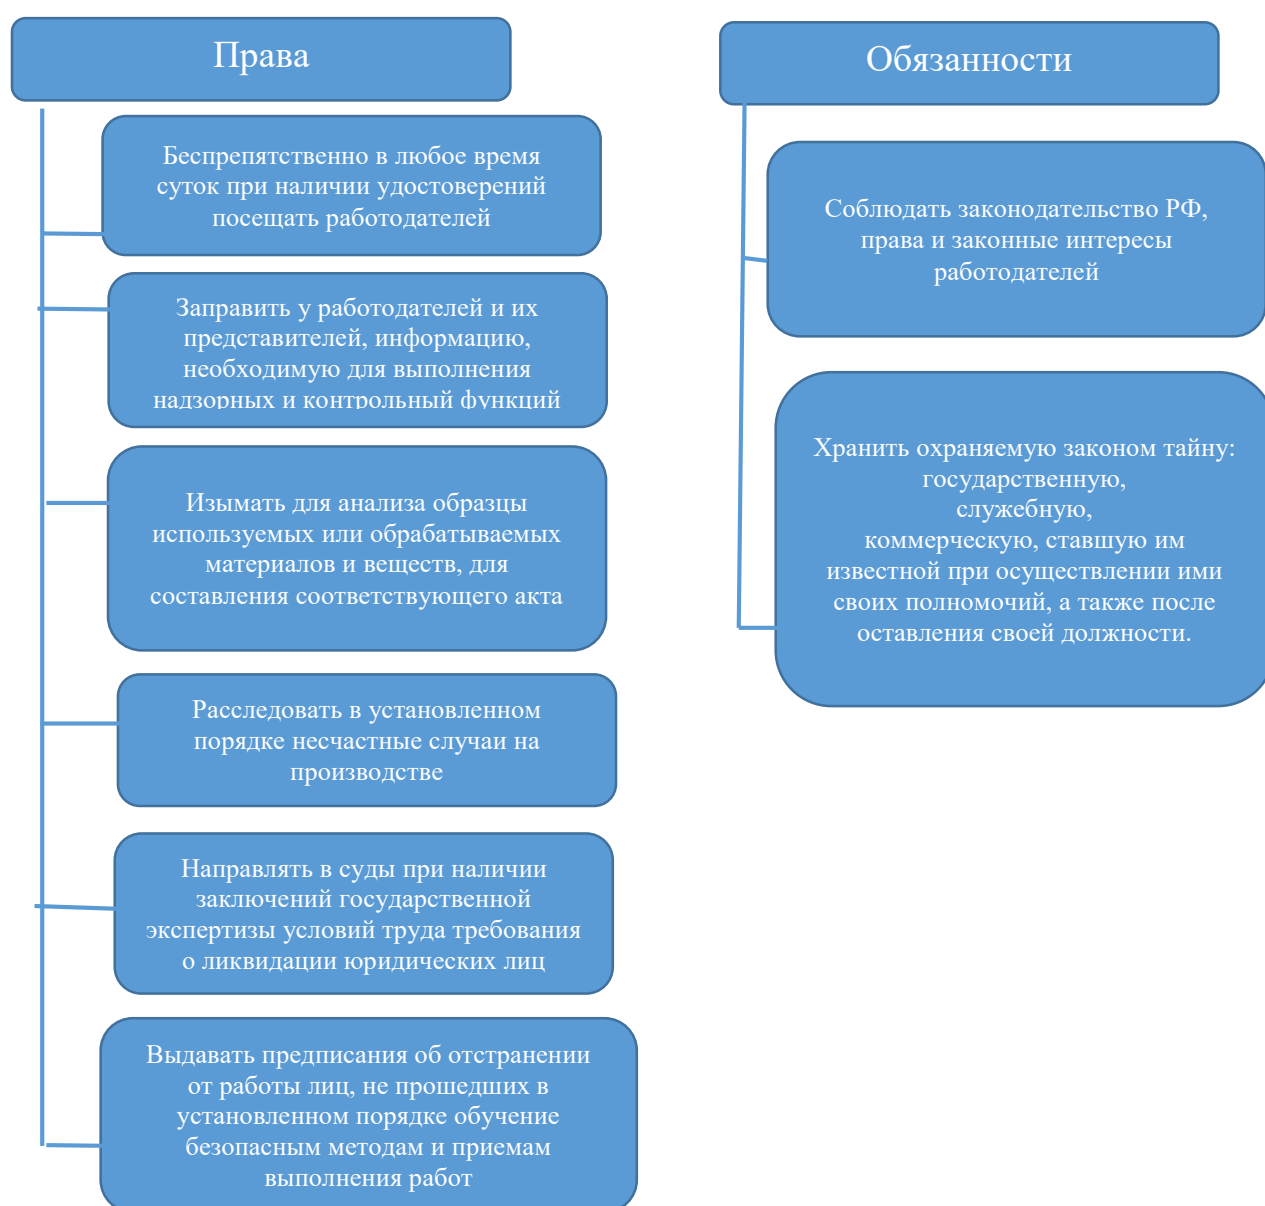 Права
Беспрепятственно в любое время
суток при наличии удостоверений
посещать работодателей
Заправить у работодателей и их
представителей, информацию,
необходимую для выполнения
надзорных и контрольный функций
Изымать для анализа образцы
используемых или обрабатываемых
материалов и веществ, для
составления соответствующего акта
Расследовать в установленном
порядке несчастные случаи на
производстве
Направлять в суды при наличии
заключений государственной
экспертизы условий труда требования
о ликвидации юридических лиц
Выдавать предписания об отстранении
от работы лиц, не прошедших в
установленном порядке обучение
безопасным методам и приемам
выполнения работ
Обязанности
Соблюдать законодательство РФ,
права и законные интересы
работодателей
Хранить охраняемую законом тайну:
государственную,
служебную,
коммерческую, ставшую им
известной при осуществлении ими
своих полномочий, а также после
оставления своей должности.